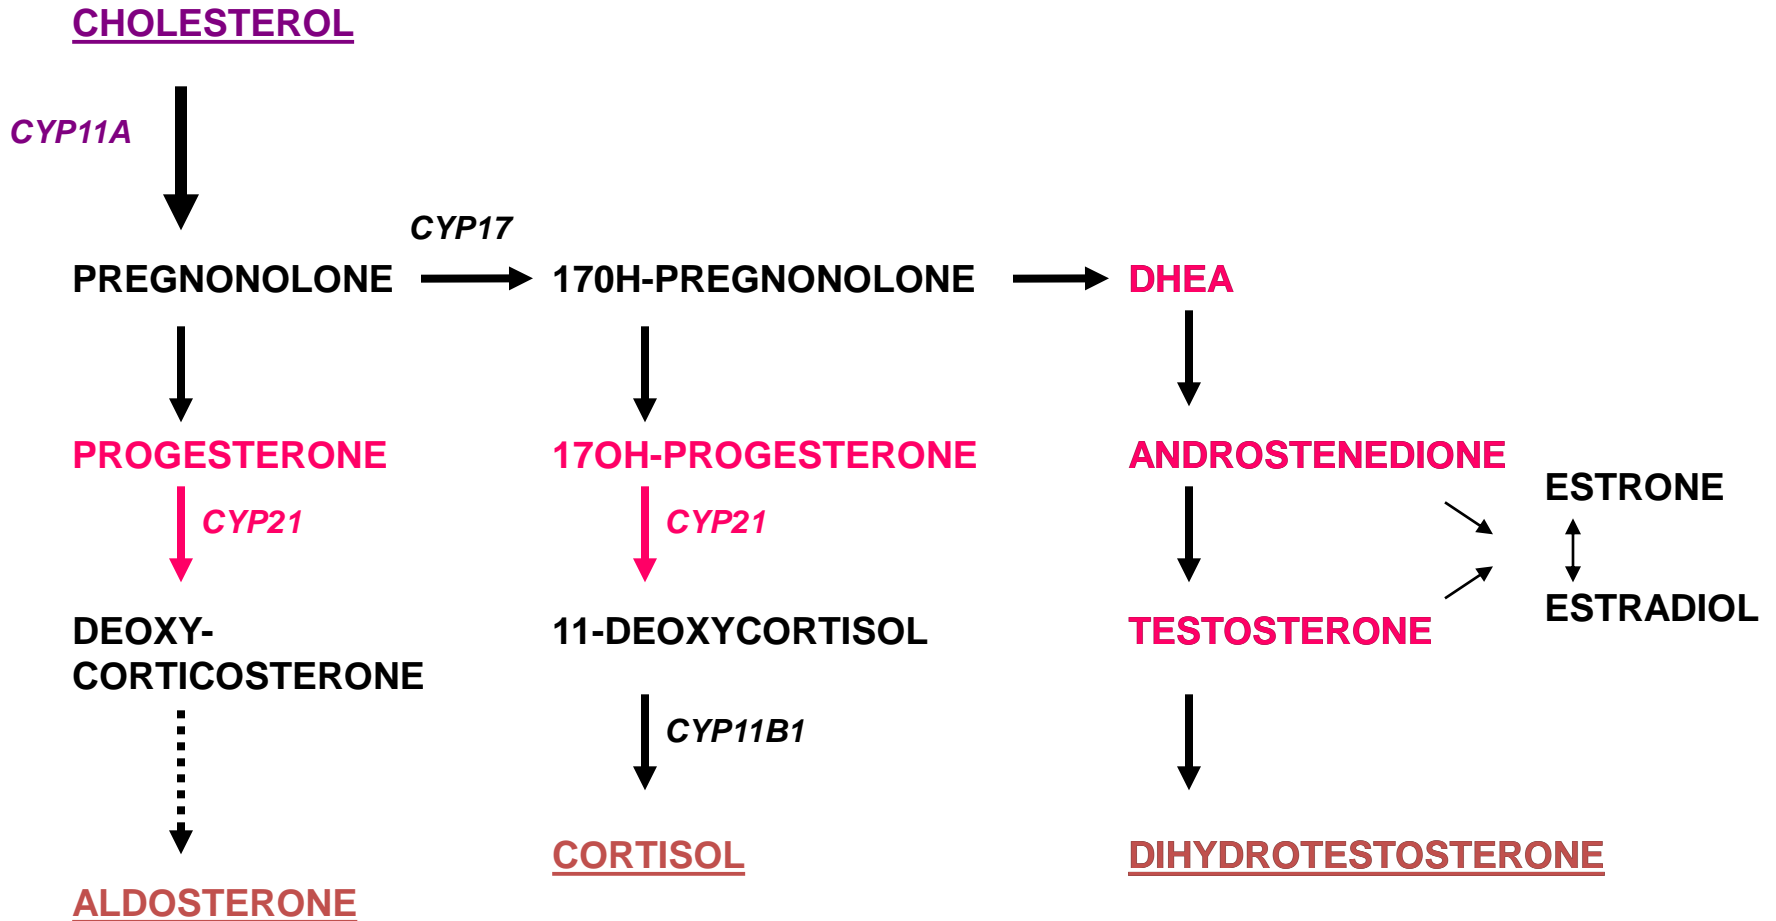 CHOLESTEROL
CYP11A
CYP17
PREGNONOLONE
170H-PREGNONOLONE
DHEA
PROGESTERONE
17OH-PROGESTERONE
ANDROSTENEDIONE
ESTRONE
CYP21
CYP21
ESTRADIOL
DEOXY-
CORTICOSTERONE
11-DEOXYCORTISOL
TESTOSTERONE
CYP11B1
CORTISOL
DIHYDROTESTOSTERONE
ALDOSTERONE